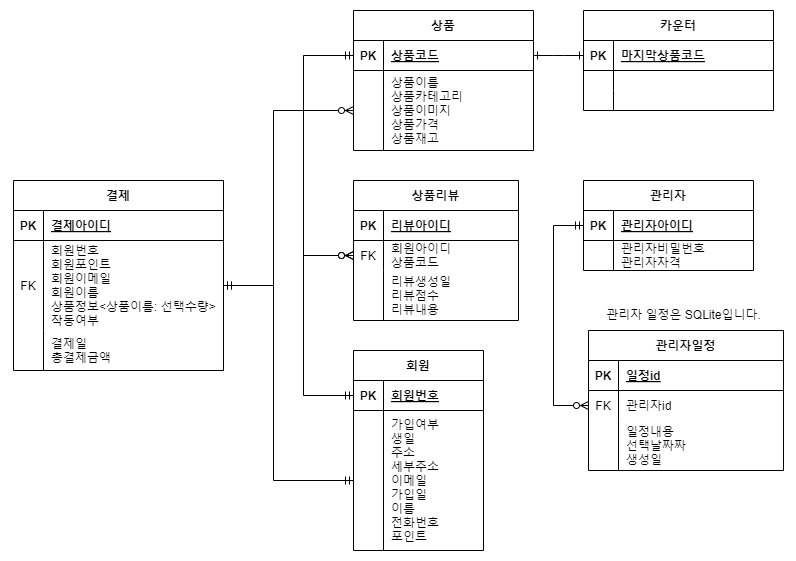 상품
PK 상품코드
상품이름
상품카테고리
상품이미지
상품가격
상품재고
카운터
PK 마지막상품코드
결제
PK 결제아이디
FK
회원번호
회원포인트
회원이메일
회원이름
상품정보<상품이름: 선택수량>
작동여부
결제일
총결제금액
상품리뷰
PK 리뷰아이디
FK
회원아이디
상품코드
리뷰생성일
리뷰점수
리뷰내용
관리자
PK 관리자아이디
관리자비밀번호
관리자자격
관리자 일정은 SQLite입니다.
관리자일정
PK 일정id
FK 관리자id
일정내용
선택날짜짜
생성일
회원
PK 회원번호
가입여부
생일
주소
세부주소
이메일
가입일
이름
전화번호
포인트